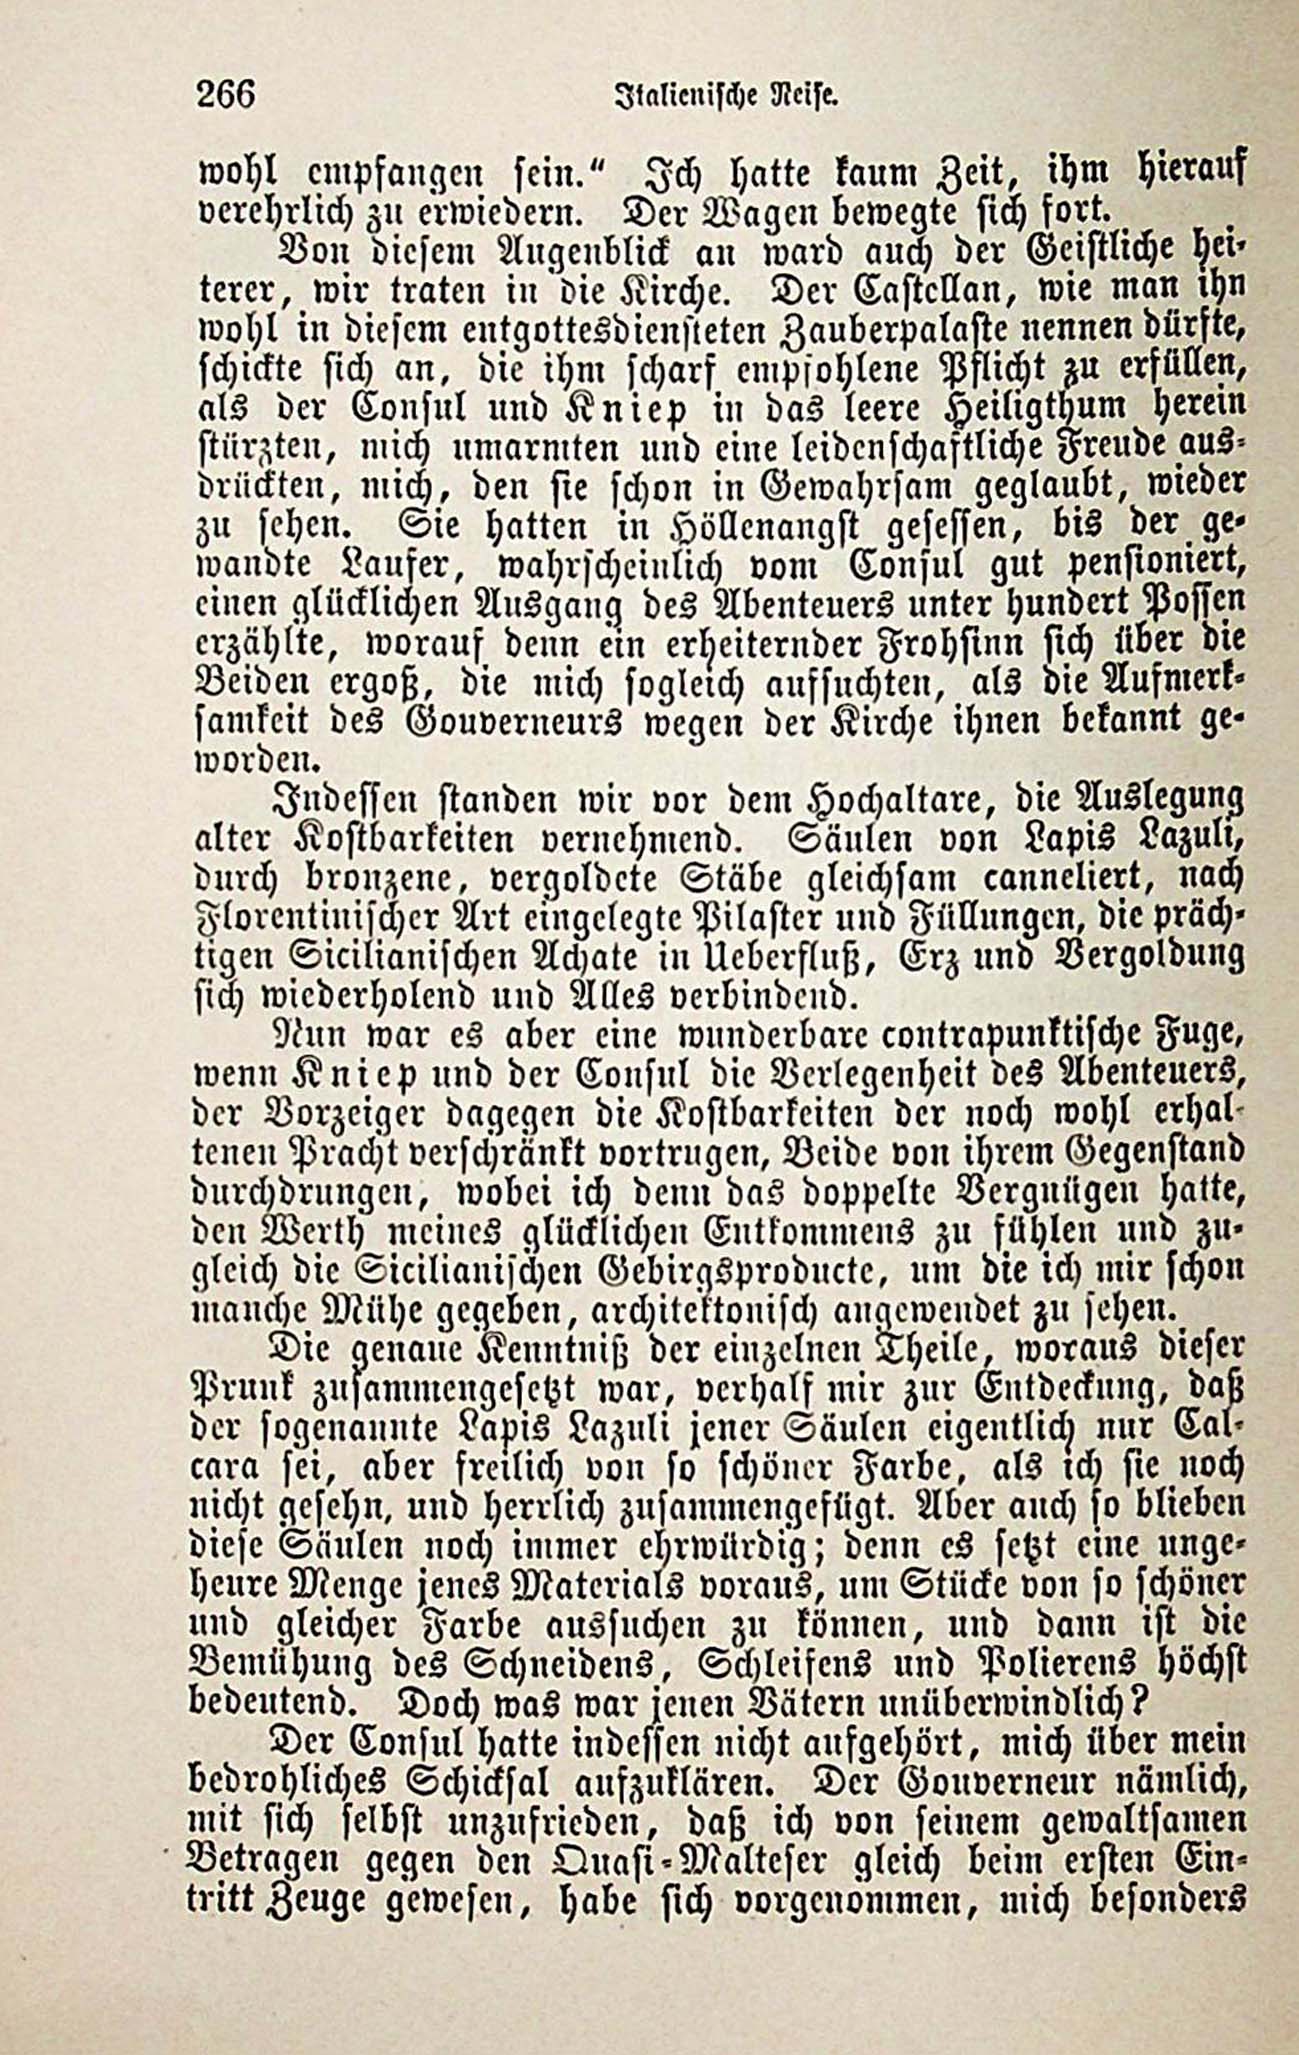 266 Italienische Reise.
wohl empfangen sein.“ Ich hatte kaum Zeit, ihm hierauf
verehrlich zu erwiedern. Der Wagen bewegte sich fort.
Von diesem Augenblick an ward auch der Geistliche hei-
terer, wir traten in die Kirche. Der Castellan, wie man ihn
wohl in diesem entgottesdiensteten Zauberpalaste nennen dürfte,
schickte sich an, die ihm scharf empfohlene Pflicht zu erfüllen,
als der Consul und Kniep in das leere Heiligthum herein
stürzten, mich umarmten und eine leidenschaftliche Freude aus-
drückten, mich, den sie schon in Gewahrsam geglaubt, wieder
zu sehen. Sie hatten in Höllenangst gesessen, bis der ge-
wandte Laufer, wahrscheinlich vom Consul gut pensioniert,
einen glücklichen Ausgang des Abenteuers unter hundert Possen
erzählte, worauf denn ein erheiternder Frohsinn sich über die
Beiden ergoß, die mich sogleich aufsuchten, als die Aufmerk-
samkeit des Gouverneurs wegen der Kirche ihnen bekannt ge-
worden.
Indessen standen wir vor dem Hochaltare, die Auslegung
alter Kostbarkeiten vernehmend. Säulen von Lapis Lazuli,
durch bronzene, vergoldete Stäbe gleichsam canneliert, nach
Florentinischer Art eingelegte Pilaster und Füllungen, die präch-
tigen Sicilianischen Achate in Ueberfluß, Erz und Vergoldung
sich wiederholend und Alles verbindend.
Nun war es aber eine wunderbare contrapunktische Fuge,
wenn Kniep und der Consul die Verlegenheit des Abenteuers,
der Vorzeiger dagegen die Kostbarkeiten der noch wohl erhal-
tenen Pracht verschränkt vortrugen, Beide von ihrem Gegenstand
durchdrungen, wobei ich denn das doppelte Vergnügen hatte,
den Werth meines glücklichen Entkommens zu fühlen und zu-
gleich die Sicilianischen Gebirgsproducte, um die ich mir schon
manche Mühe gegeben, architektonisch angewendet zu sehen.
Die genaue Kenntniß der einzelnen Theile, woraus dieser
Prunk zusammengesetzt war, verhalf mir zur Entdeckung, daß
der sogenannte Lapis Lazuli jener Säulen eigentlich nur Cal-
cara sei, aber freilich von so schöner Farbe, als ich sie noch
nicht gesehn, und herrlich zusammengefügt. Aber auch so blieben
diese Säulen noch immer ehrwürdig; denn es setzt eine unge-
heure Menge jenes Materials voraus, um Stücke von so schöner
und gleicher Farbe aussuchen zu können, und dann ist die
Bemühung des Schneidens, Schleifens und Polierens höchst
bedeutend. Doch was war jenen Vätern unüberwindlich?
Der Consul hatte indessen nicht aufgehört, mich über mein
bedrohliches Schicksal aufzuklären. Der Gouverneur nämlich,
mit sich selbst unzufrieden, daß ich von seinem gewaltsamen
Betragen gegen den Quasi-Malteser gleich beim ersten Ein-
tritt Zeuge gewesen, habe sich vorgenommen, mich besonders